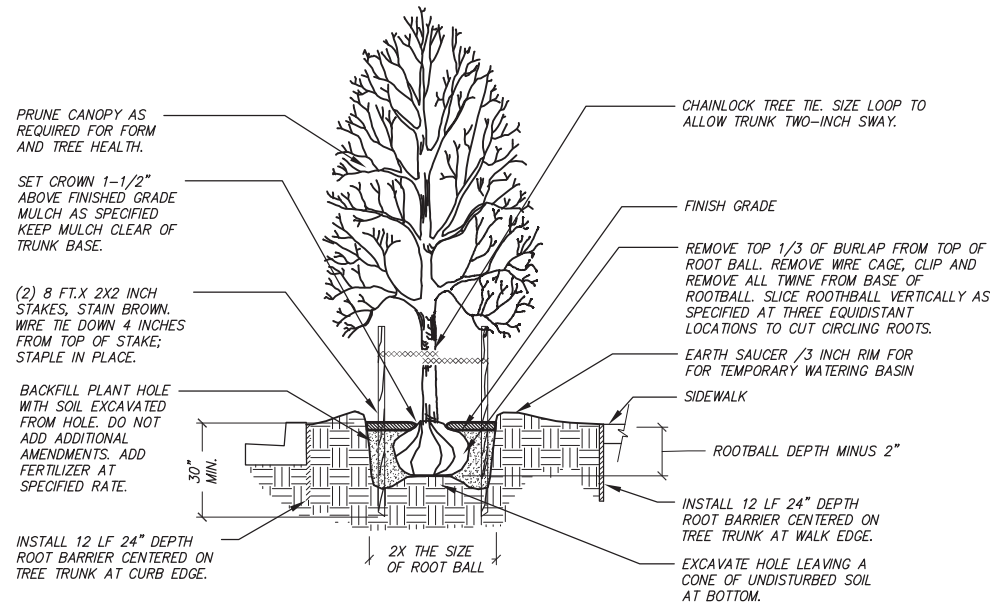 PRUNE CANOPY AS
REQUIRED FOR FORM
AND TREE HEALTH.
SET CROWN 1-1/2"
ABOVE FINISHED GRADE
MULCH AS SPECIFIED
KEEP MULCH CLEAR OF
TRUNK BASE.
(2) 8 FT.X 2X2 INCH
STAKES, STAIN BROWN.
WIRE TIE DOWN 4 INCHES
FROM TOP OF STAKE;
STAPLE IN PLACE.
BACKFILL PLANT HOLE
WITH SOIL EXCAVATED
FROM HOLE. DO NOT
ADD ADDITIONAL
AMENDMENTS. ADD
FERTILIZER AT
SPECIFIED RATE.
30"
MIN.
INSTALL 12 LF 24" DEPTH
ROOT BARRIER CENTERED ON
TREE TRUNK AT CURB EDGE.
2X THE SIZE
OF ROOT BALL
CHAINLOCK TREE TIE. SIZE LOOP TO
ALLOW TRUNK TWO-INCH SWAY.
FINISH GRADE
REMOVE TOP 1/3 OF BURLAP FROM TOP OF
ROOT BALL. REMOVE WIRE CAGE, CLIP AND
REMOVE ALL TWINE FROM BASE OF
ROOTBALL. SLICE ROOTHBALL VERTICALLY AS
SPECIFIED AT THREE EQUIDISTANT
LOCATIONS TO CUT CIRCLING ROOTS.
EARTH SAUCER /3 INCH RIM FOR
FOR TEMPORARY WATERING BASIN
SIDEWALK
ROOTBALL DEPTH MINUS 2"
INSTALL 12 LF 24" DEPTH
ROOT BARRIER CENTERED ON
TREE TRUNK AT WALK EDGE.
EXCAVATE HOLE LEAVING A
CONE OF UNDISTURBED SOIL
AT BOTTOM.